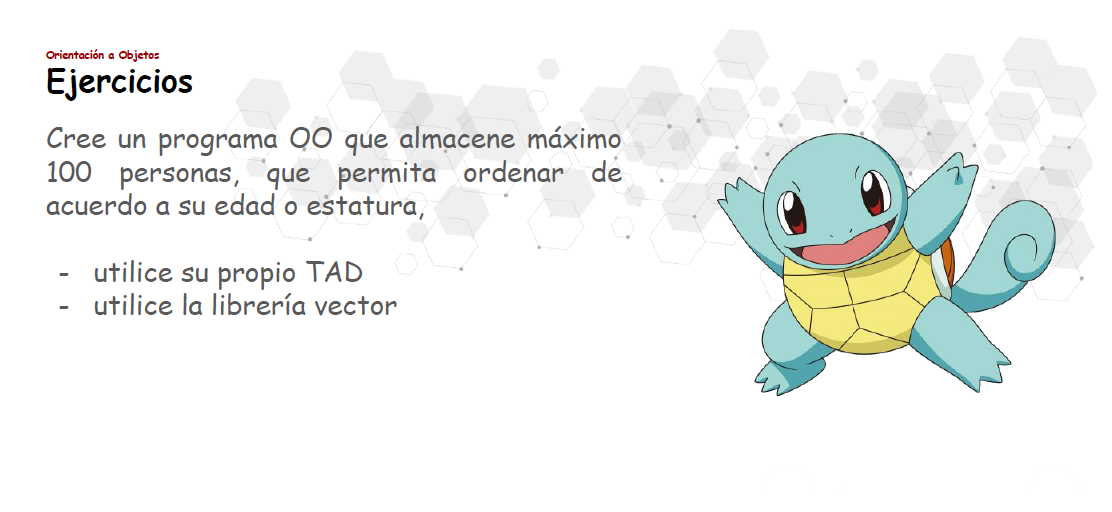 Orientación a Objetos
Ejercicios
Cree un programa OO que almacene máximo
100 personas, que permita ordenar de
acuerdo a su edad o estatura,
- utilice su propio TAD
- utilice la librería vector